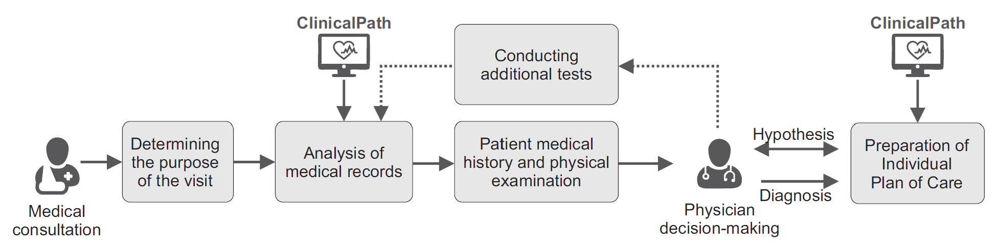 ClinicalPath
ClinicalPath
Conducting
additional tests
Determining
the purpose
of the visit
Analysis of
medical records
Patient medical
history and physical
examination
Hypothesis
Diagnosis
Preparation of
Individual
Plan of Care
Medical
consultation
Physician
decision-making